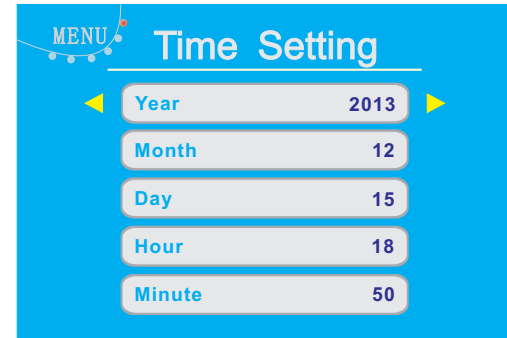 MENU
Time Setting
Year 2013
Month 12
Day 15
Hour 18
Minute 50